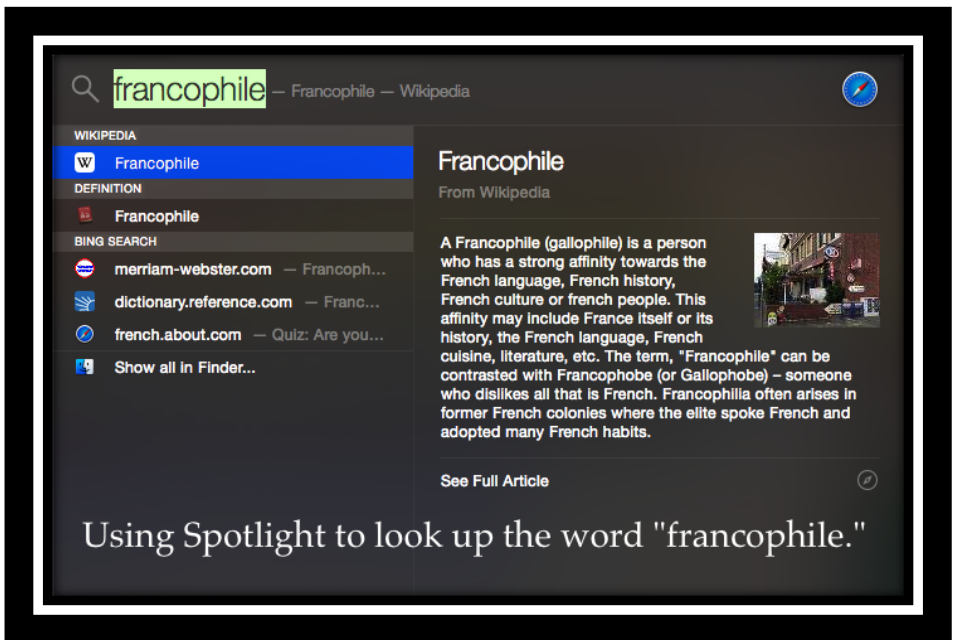 francophile — Francophile — Wikipedia
WIKIPEDIA
W Francophile
DEFINITION
Francophile
BING SEARCH
merriam-webster.com — Francoph...
dictionary.reference.com — Franc...
french.about.com — Quiz: Are you...
Show all in Finder...
Francophile
From Wikipedia
A Francophile (gallophile) is a person
who has a strong affinity towards the
French language, French history,
French culture or french people. This
affinity may include France itself or its
history, the French language, French
cuisine, literature, etc. The term, "Francophile" can be
contrasted with Francophobe (or Gallophobe) – someone
who dislikes all that is French. Francophilia often arises in
former French colonies where the elite spoke French and
adopted many French habits.
See Full Article
Using Spotlight to look up the word "francophile."